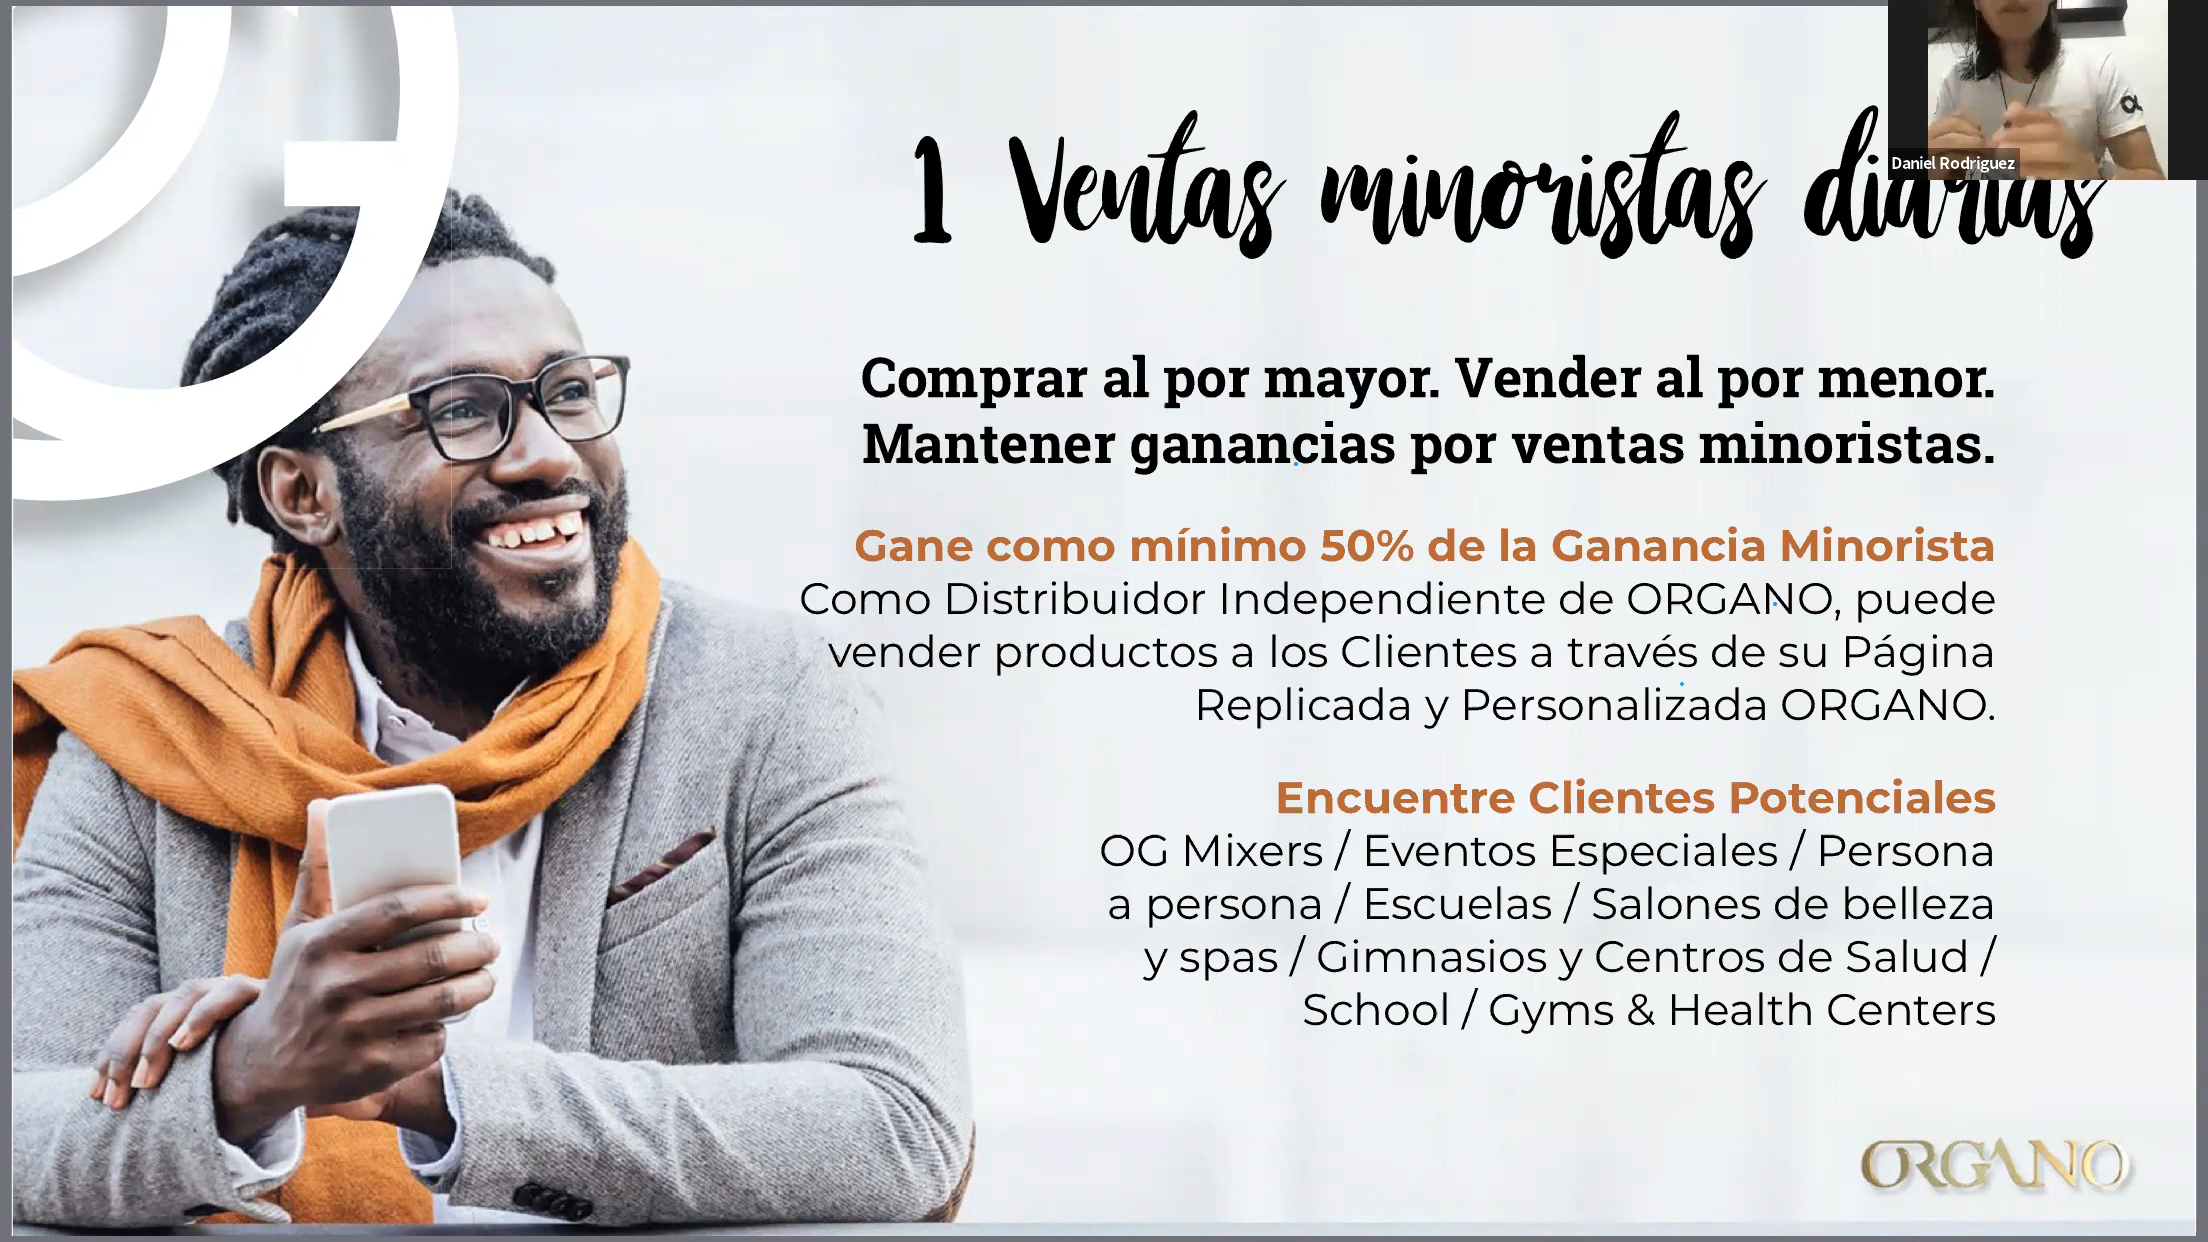 Daniel Rodriguez
1 Ventas minoristas diarias
Comprar al por mayor. Vender al por menor.
Mantener ganancias por ventas minoristas.
Gane como mínimo 50% de la Ganancia Minorista
Como Distribuidor Independiente de ORGANO, puede
vender productos a los Clientes a través de su Página
Replicada y Personalizada ORGANO.
Encuentre Clientes Potenciales
OG Mixers / Eventos Especiales / Persona
a persona / Escuelas / Salones de belleza
y spas / Gimnasios y Centros de Salud /
School / Gyms & Health Centers
ORGANO